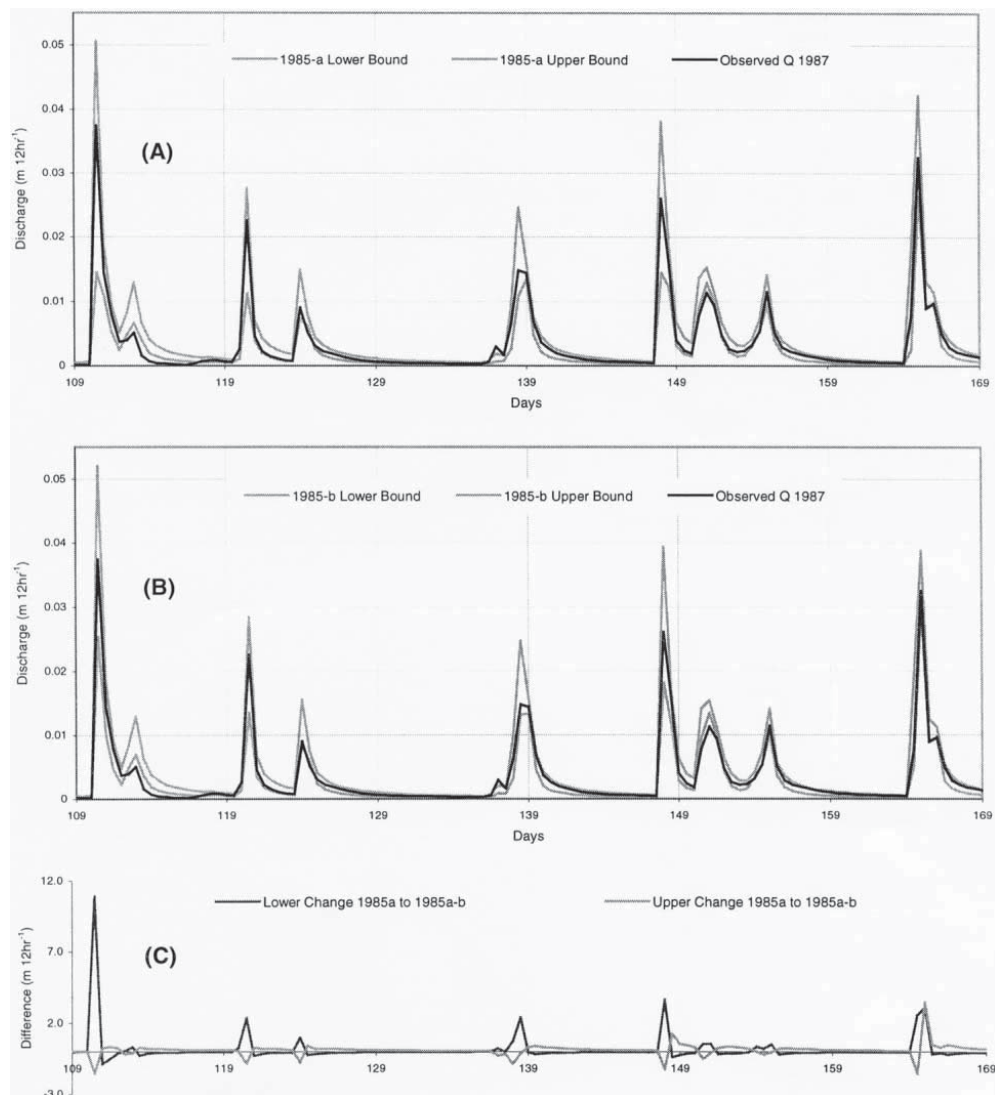 0.05
1985-a Lower Bound 1985-a Upper Bound Observed Q 1987
0.04
(A)
0.03
Discharge (m 12hr⁻¹)
0.02
0.01
0
109 119 129 139 149 159 169
Days
0.05
1985-b Lower Bound 1985-b Upper Bound Observed Q 1987
0.04
(B)
0.03
Discharge (m 12hr⁻¹)
0.02
0.01
0
109 119 129 139 149 159 169
Days
12.0
Lower Change 1985a to 1985a-b Upper Change 1985a to 1985a-b
(C)
7.0
Difference (m 12hr⁻¹)
2.0
109 119 129 139 149 159 169
-3.0